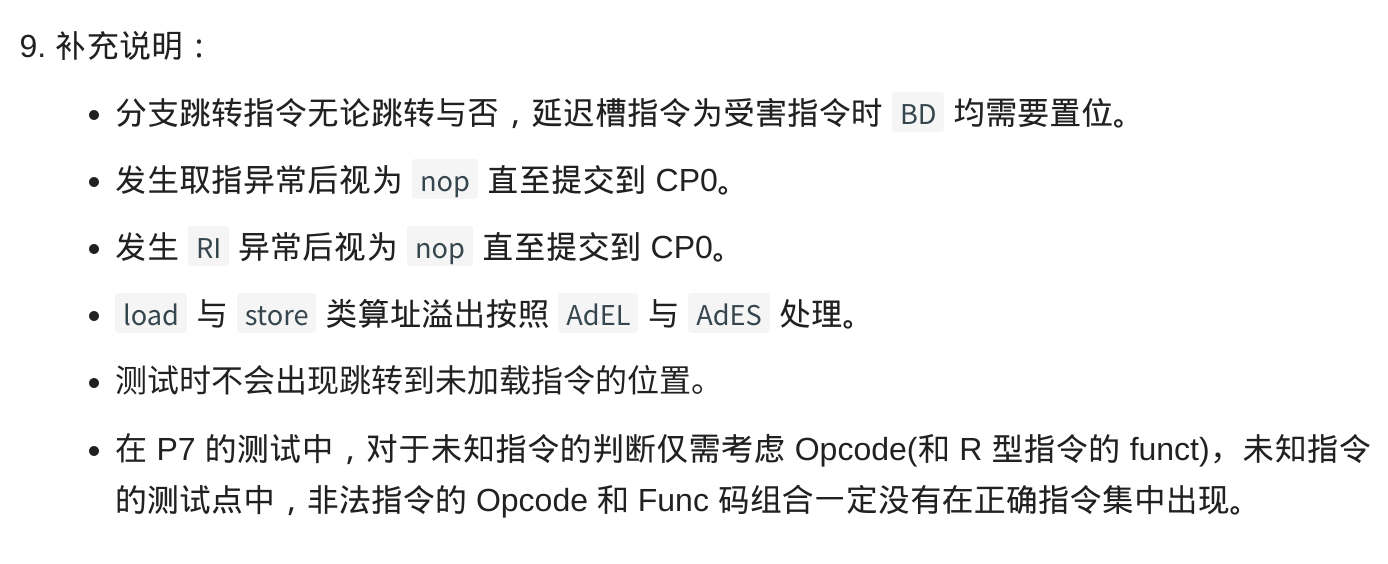 9. 补充说明：
• 分支跳转指令无论跳转与否，延迟槽指令为受害指令时 BD 均需要置位。
• 发生取指异常后视为 nop 直至提交到 CP0。
• 发生 RI 异常后视为 nop 直至提交到 CP0。
• load 与 store 类算址溢出按照 AdEL 与 AdES 处理。
• 测试时不会出现跳转到未加载指令的位置。
• 在 P7 的测试中，对于未知指令的判断仅需考虑 Opcode(和 R 型指令的 funct)，未知指令
的测试点中，非法指令的 Opcode 和 Func 码组合一定没有在正确指令集中出现。